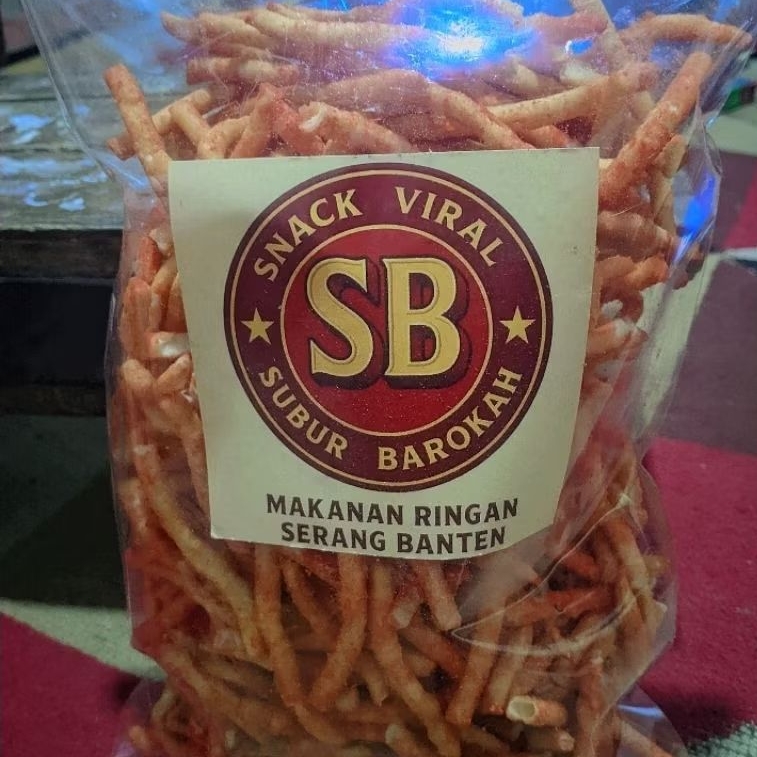 SNACK VIRAL
SB
SUBUR BAROKAH
MAKANAN RINGAN
SERANG BANTEN